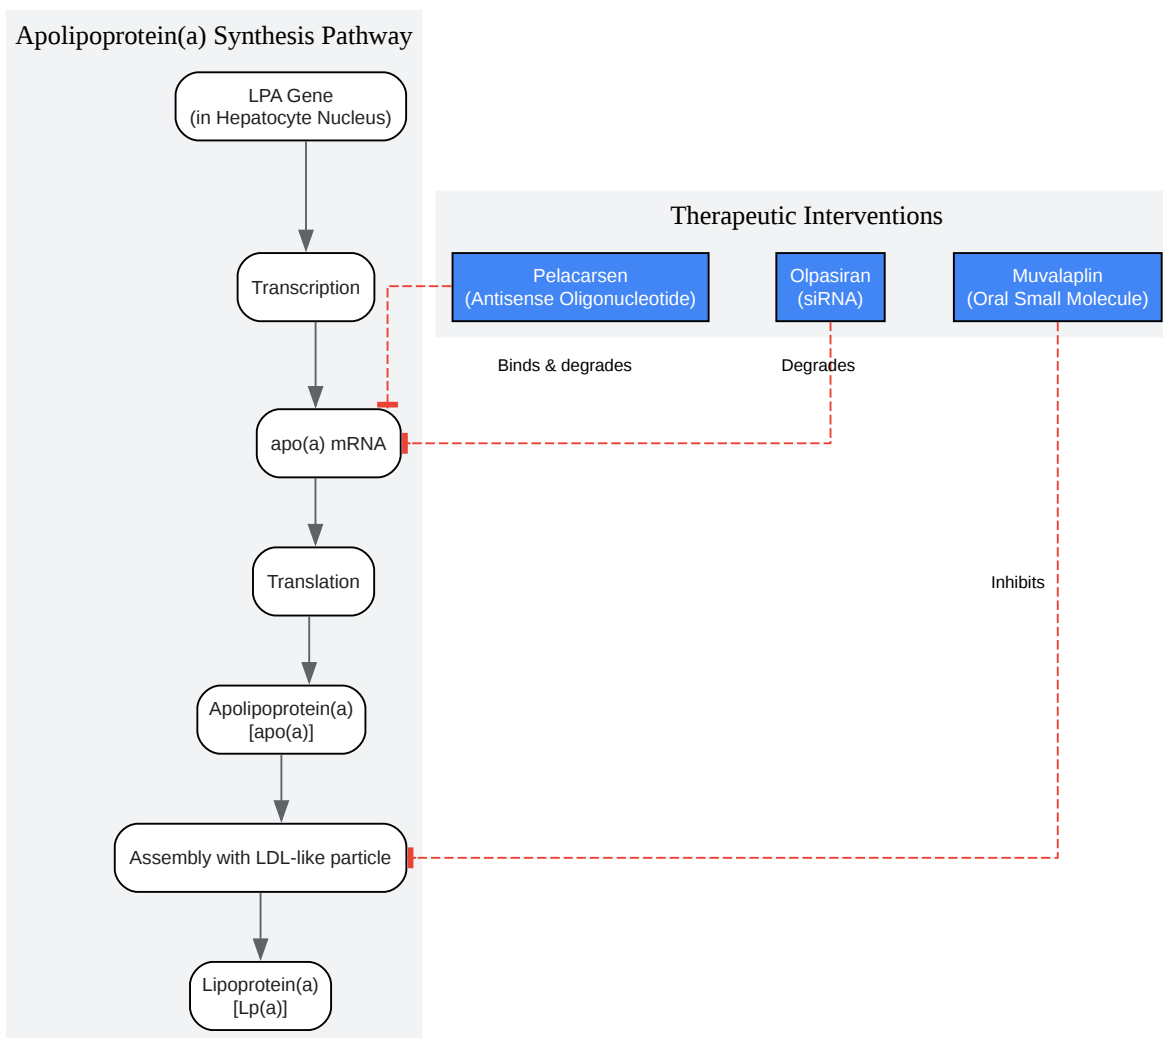 Apolipoprotein(a) Synthesis Pathway
LPA Gene
(in Hepatocyte Nucleus)
Transcription
apo(a) mRNA
Translation
Apolipoprotein(a)
[apo(a)]
Assembly with LDL-like particle
Lipoprotein(a)
[Lp(a)]
Therapeutic Interventions
Pelacarsen
(Antisense Oligonucleotide)
Olpasiran
(siRNA)
Muvalaplin
(Oral Small Molecule)
Binds & degrades
Degrades
Inhibits